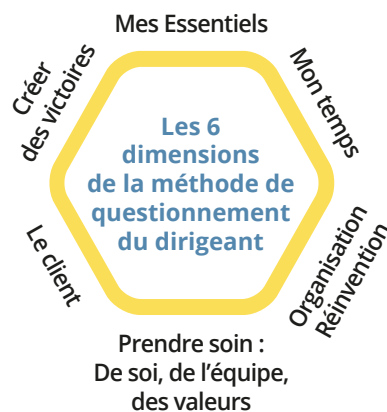 Mes Essentiels
Mon temps
Organisation
Réinvention
Prendre soin :
De soi, de l’équipe,
des valeurs
Le client
Créer
des victoires
Les 6
dimensions
de la méthode de
questionnement
du dirigeant